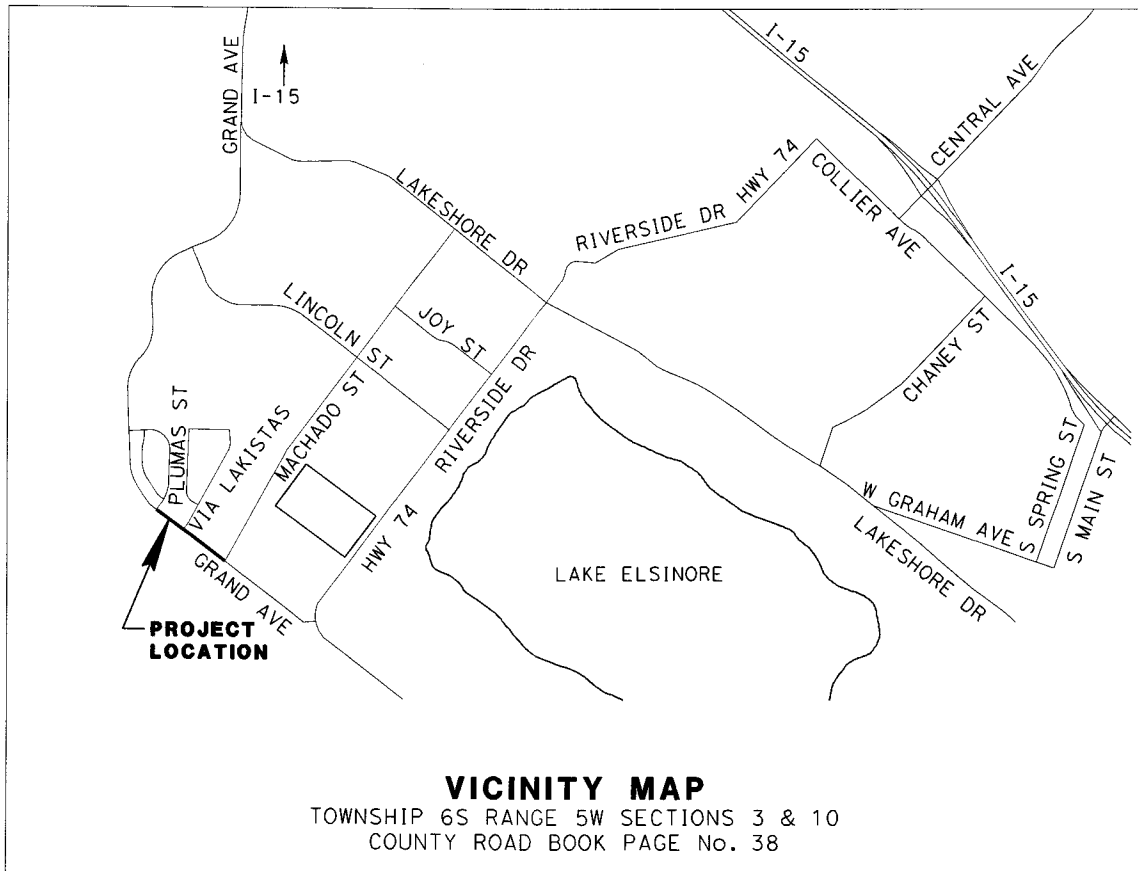 GRAND AVE
I-15
I-15
CENTRAL AVE
HWY 74
COLLIER AVE
RIVERSIDE DR
LAKESHORE DR
I-15
LINCOLN ST
JOY ST
CHANEY ST
RIVERSIDE DR
MACHADO ST
PLUMAS ST
VIA LAKISTAS
S SPRING ST
S MAIN ST
W GRAHAM AVE
LAKESHORE DR
HWY 74
GRAND AVE
LAKE ELSINORE
PROJECT
LOCATION
VICINITY MAP
TOWNSHIP 6S RANGE 5W SECTIONS 3 & 10
COUNTY ROAD BOOK PAGE No. 38